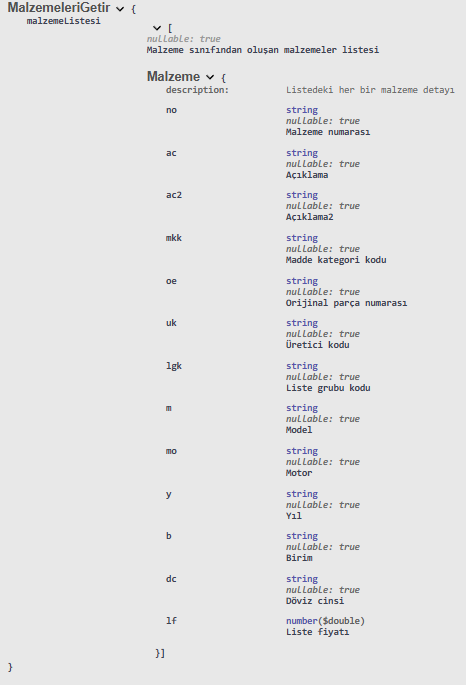 MalzemeleriGetir {
malzemeListesi
[
nullable: true
Malzeme sınıfından oluşan malzemeler listesi
Malzeme {
description: Listedeki her bir malzeme detayı
no string
nullable: true
Malzeme numarası
ac string
nullable: true
Açıklama
ac2 string
nullable: true
Açıklama2
mkk string
nullable: true
Madde kategori kodu
oe string
nullable: true
Orijinal parça numarası
uk string
nullable: true
Üretici kodu
lgk string
nullable: true
Liste grubu kodu
m string
nullable: true
Model
mo string
nullable: true
Motor
y string
nullable: true
Yıl
b string
nullable: true
Birim
dc string
nullable: true
Döviz cinsi
lf number($double)
Liste fiyatı
}]
}